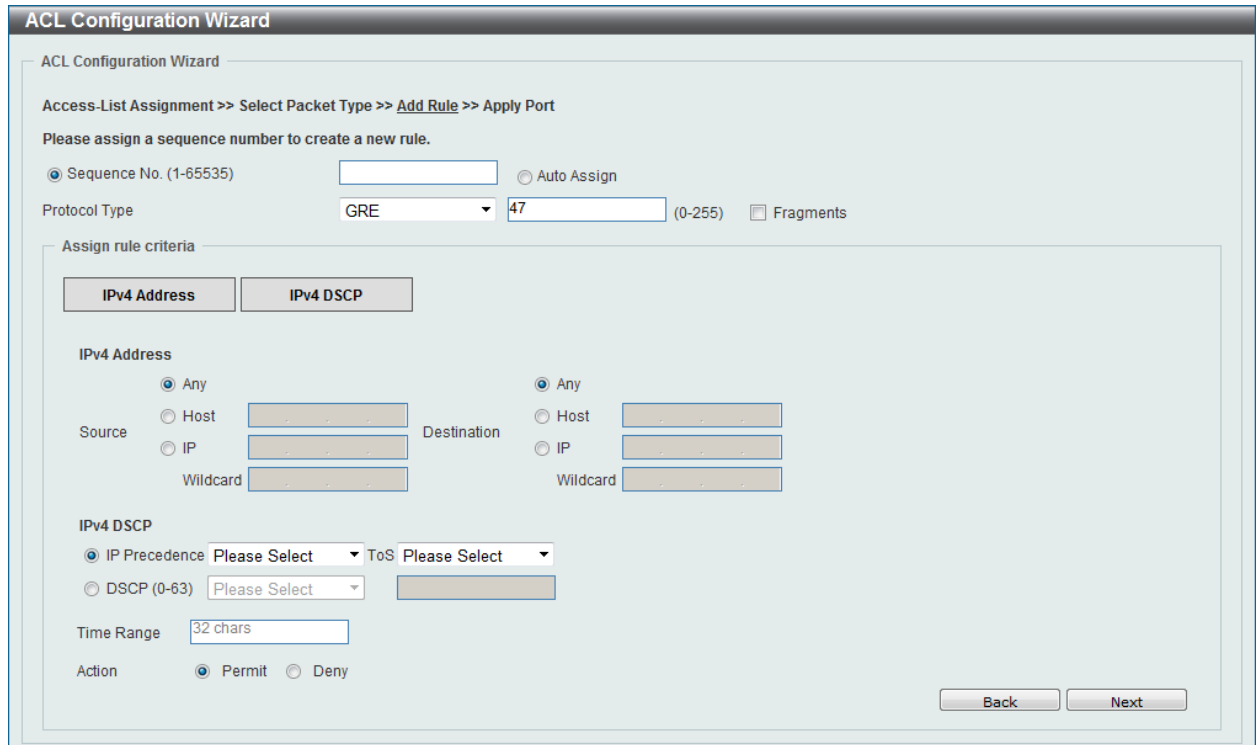 ACL Configuration Wizard
ACL Configuration Wizard
Access-List Assignment >> Select Packet Type >> Add Rule >> Apply Port
Please assign a sequence number to create a new rule.
Sequence No. (1-65535) Auto Assign
Protocol Type GRE 47 (0-255) Fragments
Assign rule criteria
IPv4 Address IPv4 DSCP
IPv4 Address
Any Any
Host . . . Host . . .
Source Destination
IP . . . IP . . .
Wildcard . . . Wildcard . . .
IPv4 DSCP
IP Precedence Please Select ToS Please Select
DSCP (0-63) Please Select
Time Range 32 chars
Action Permit Deny
Back Next